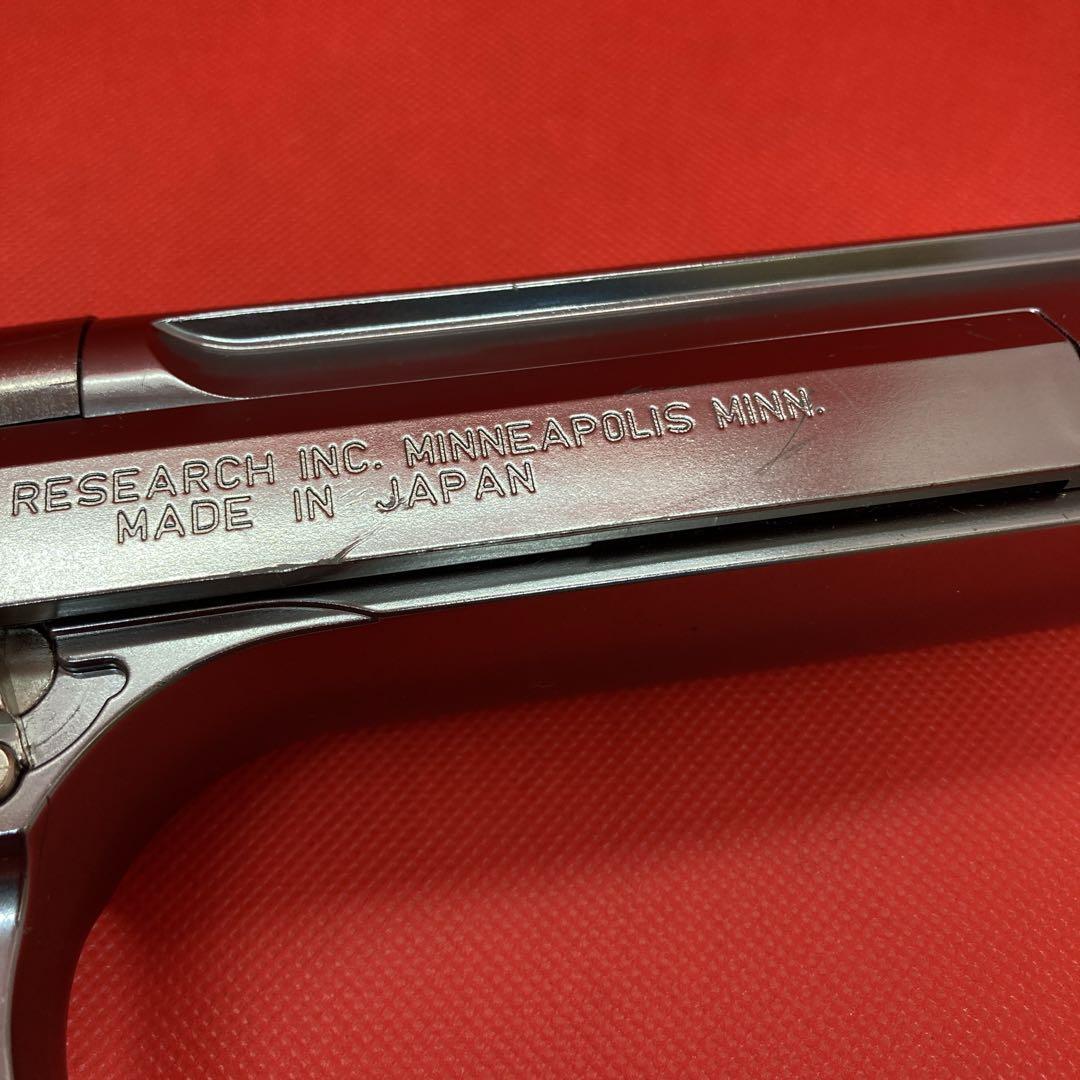 RESEARCH INC. MINNEAPOLIS MINN.
MADE IN JAPAN